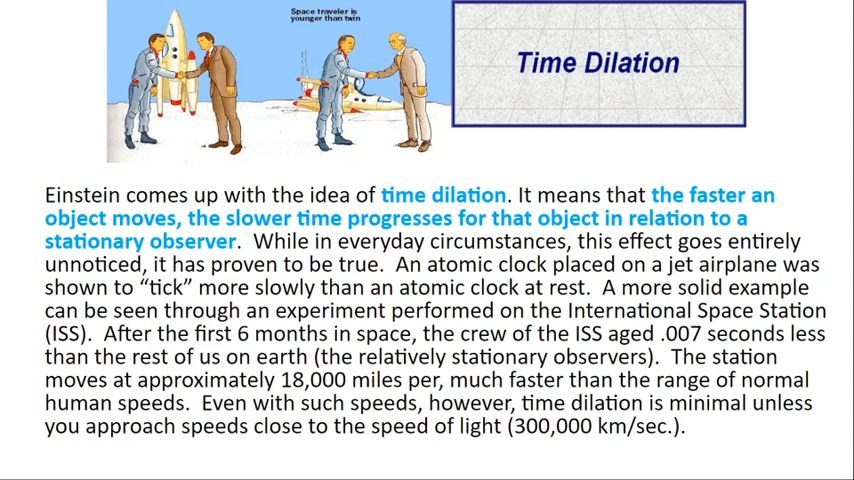 Space traveler is
younger than twin
Time Dilation
Einstein comes up with the idea of time dilation. It means that the faster an
object moves, the slower time progresses for that object in relation to a
stationary observer.  While in everyday circumstances, this effect goes entirely
unnoticed, it has proven to be true.  An atomic clock placed on a jet airplane was
shown to “tick” more slowly than an atomic clock at rest.  A more solid example
can be seen through an experiment performed on the International Space Station
(ISS).  After the first 6 months in space, the crew of the ISS aged .007 seconds less
than the rest of us on earth (the relatively stationary observers).  The station
moves at approximately 18,000 miles per, much faster than the range of normal
human speeds.  Even with such speeds, however, time dilation is minimal unless
you approach speeds close to the speed of light (300,000 km/sec.).